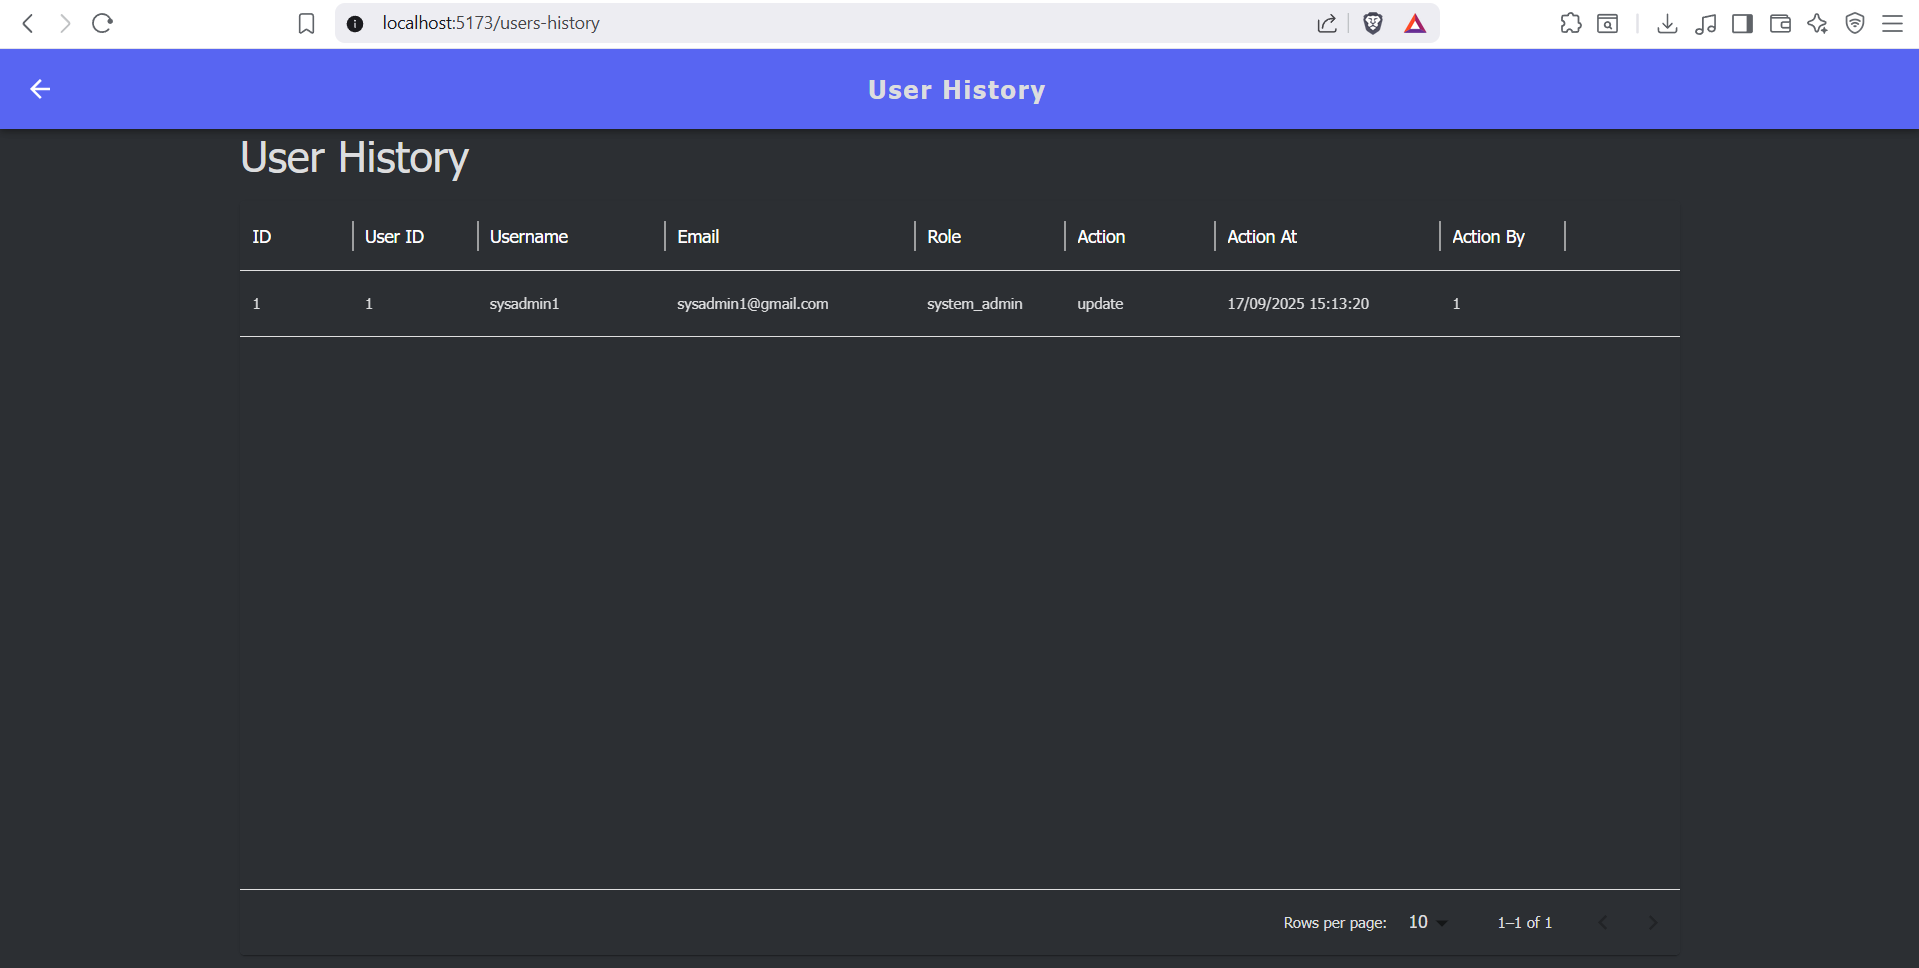 localhost:5173/users-history
User History
User History
ID User ID Username Email Role Action Action At Action By
1 1 sysadmin1 sysadmin1@gmail.com system_admin update 17/09/2025 15:13:20 1
Rows per page: 10 1–1 of 1